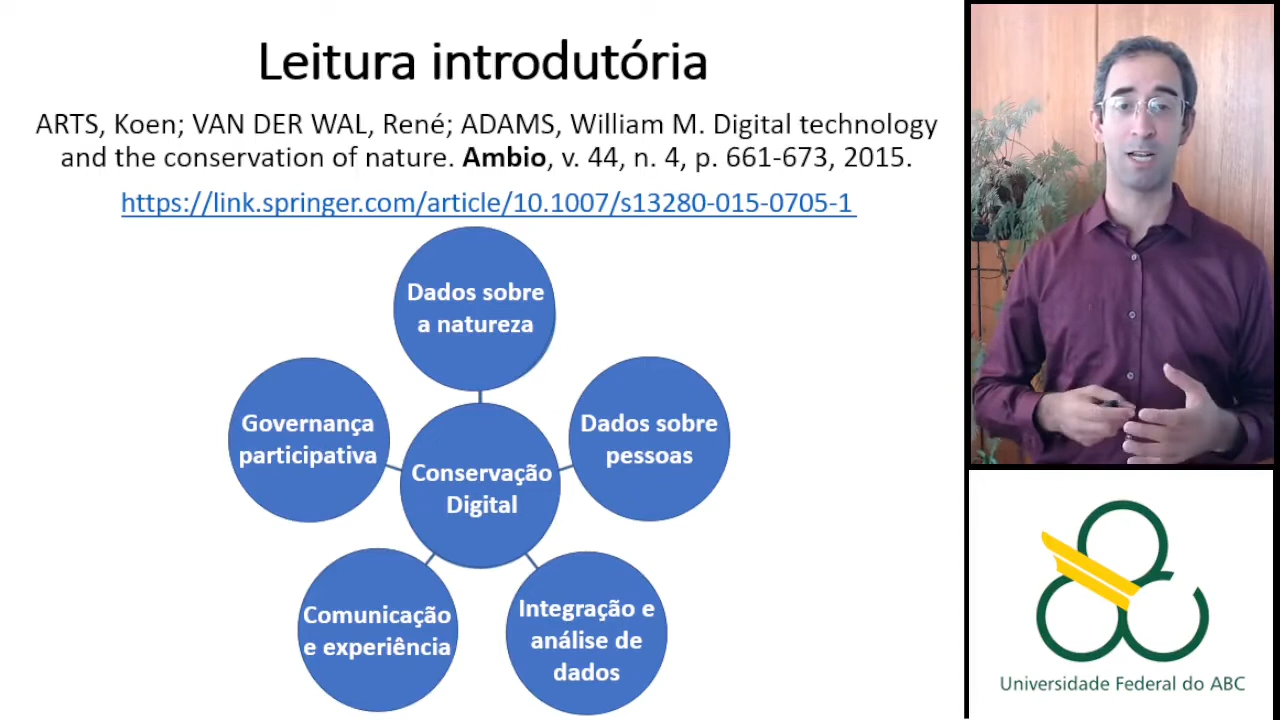 Leitura introdutória
ARTS, Koen; VAN DER WAL, René; ADAMS, William M. Digital technology
and the conservation of nature. Ambio, v. 44, n. 4, p. 661-673, 2015.
https://link.springer.com/article/10.1007/s13280-015-0705-1
Dados sobre
a natureza
Governança
participativa
Dados sobre
pessoas
Conservação
Digital
Comunicação
e experiência
Integração e
análise de
dados
Universidade Federal do ABC